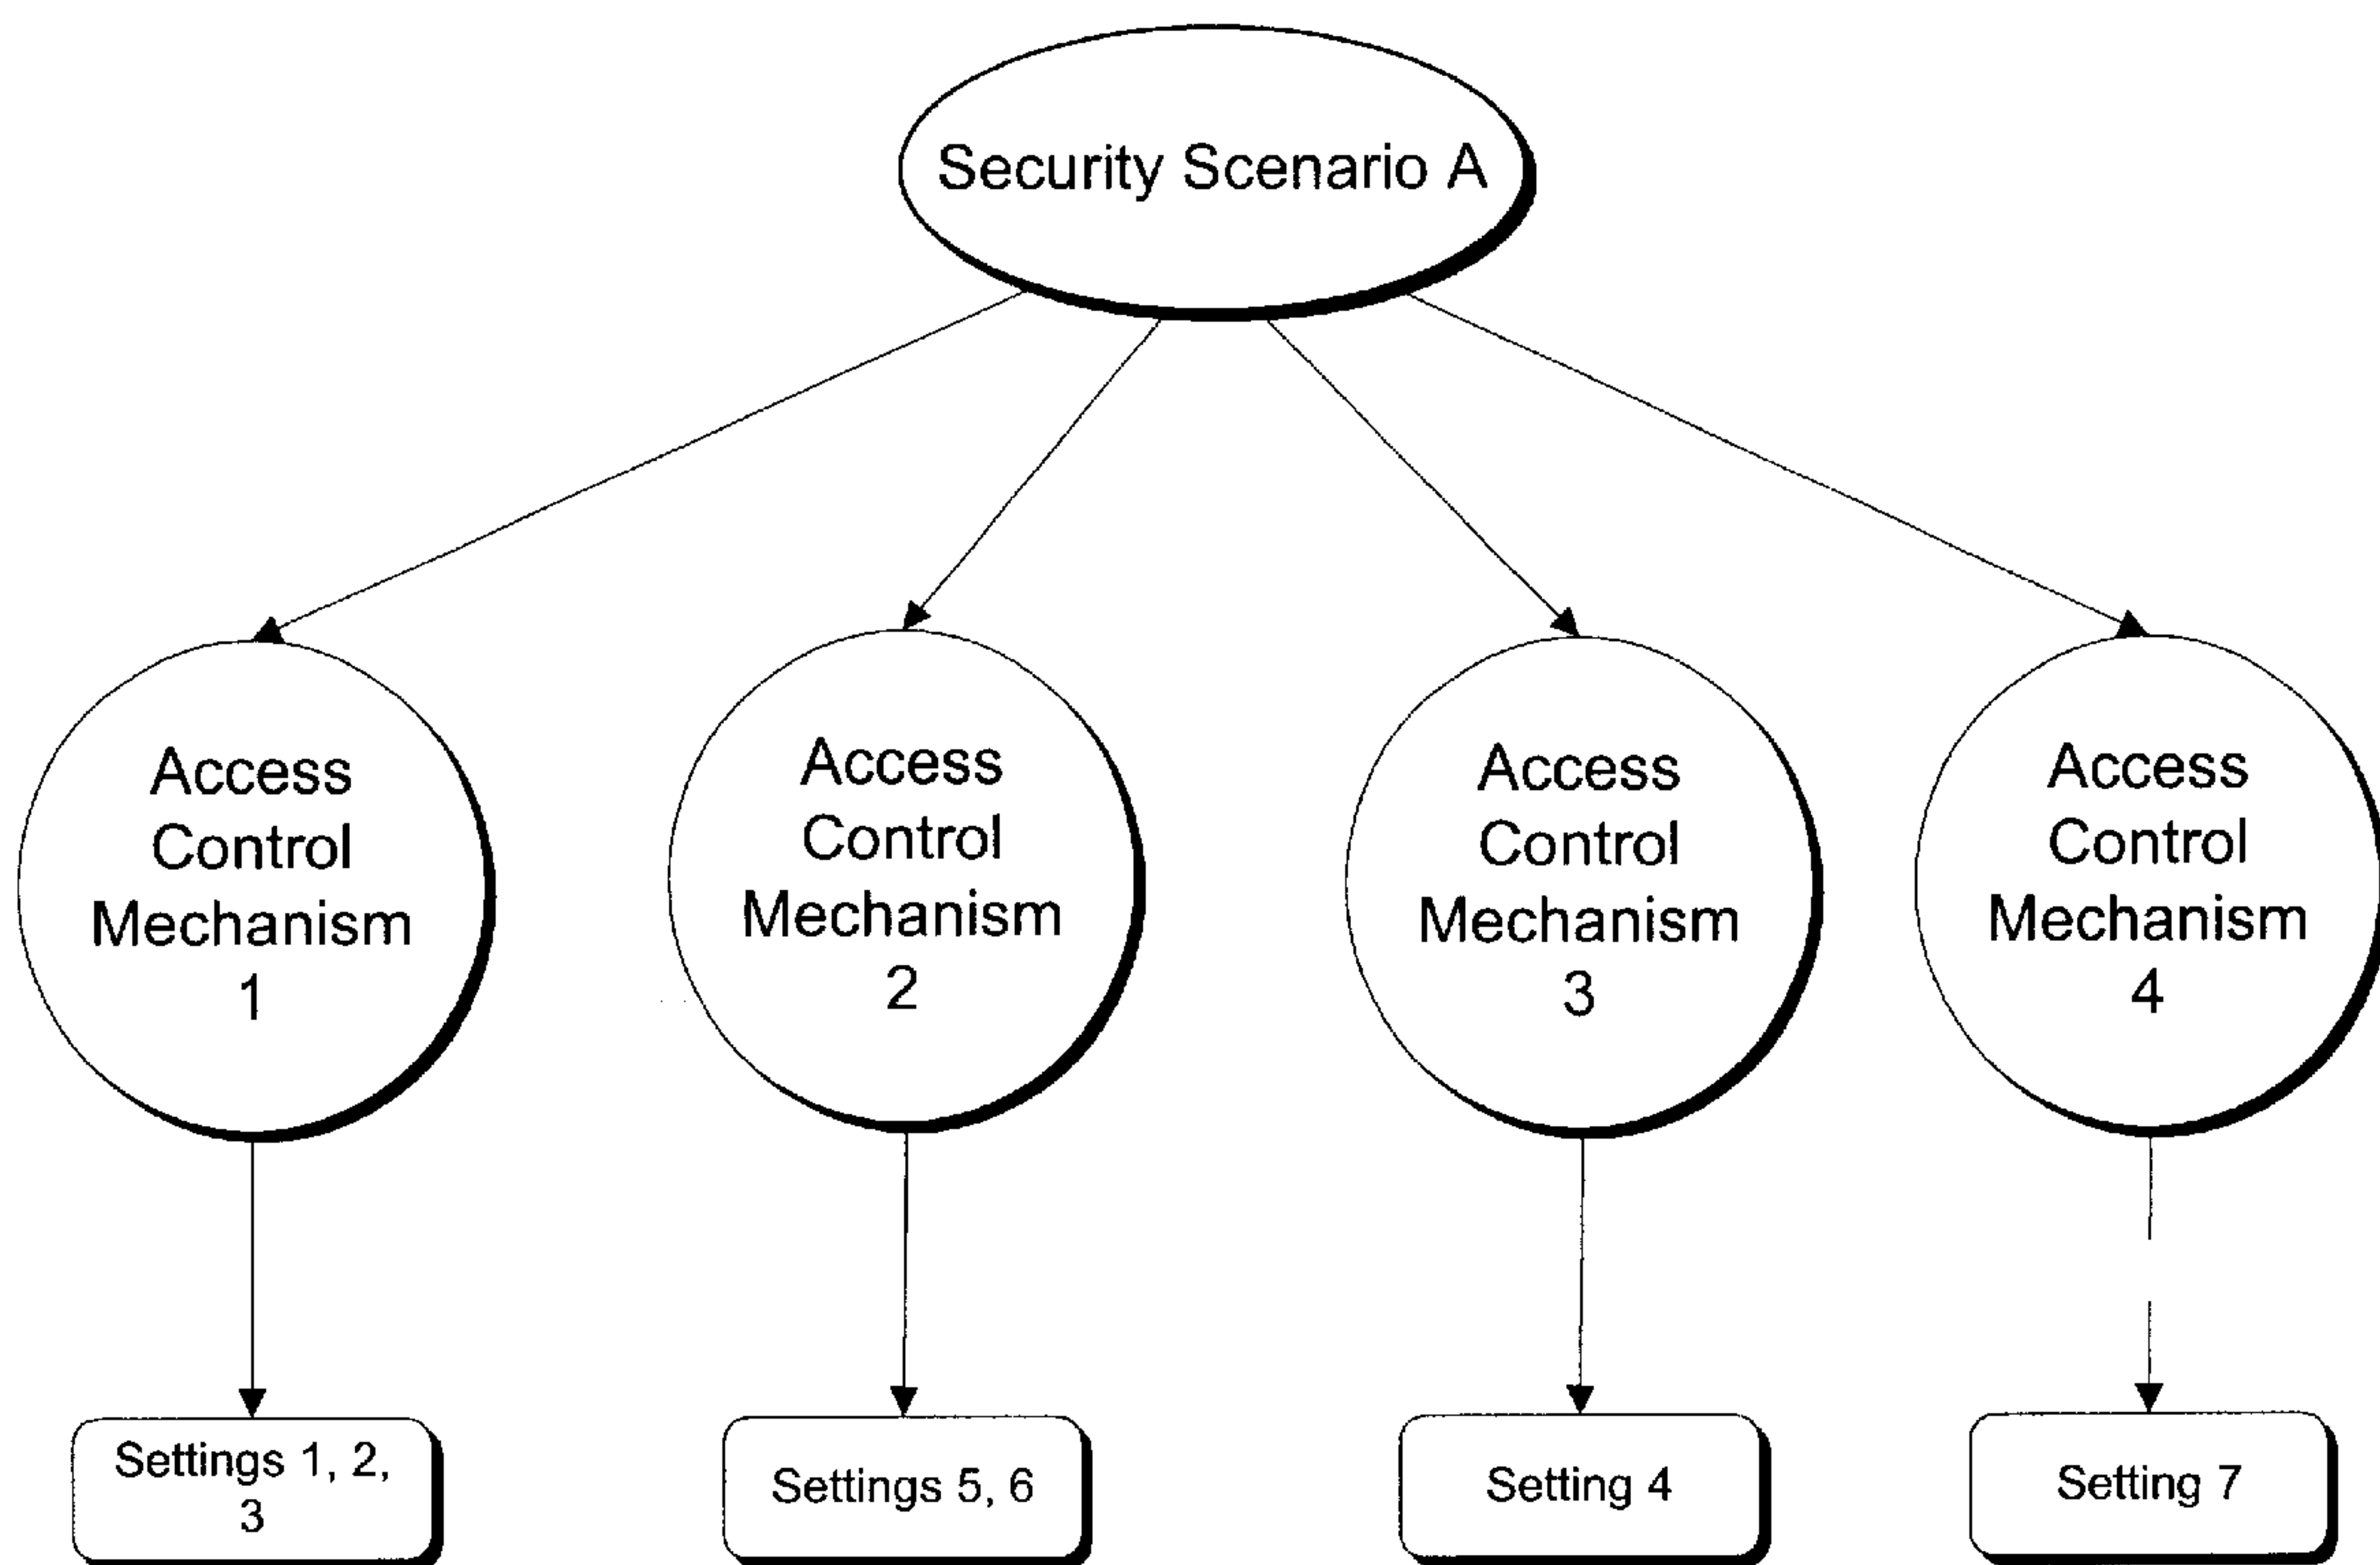 Security Scenario A
Access
Control
Mechanism
1
Access
Control
Mechanism
2
Access
Control
Mechanism
3
Access
Control
Mechanism
4
Settings 1, 2,
3
Settings 5, 6
Setting 4
Setting 7